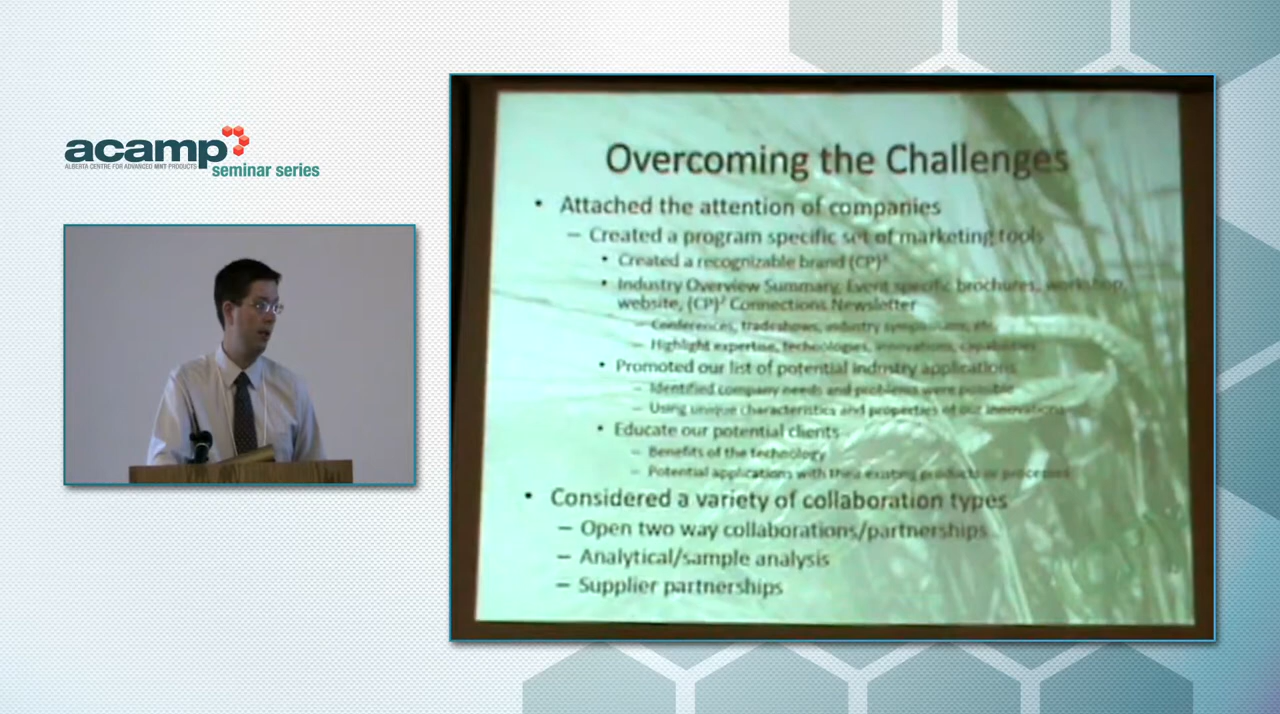 acamp
ALBERTA CENTRE FOR ADVANCED MNT PRODUCTS
seminar series
Overcoming the Challenges
• Attached the attention of companies
– Created a program specific set of marketing tools
• Created a recognizable brand (CP)³
• Industry Overview Summary, Event specific brochures, workshop,
website, (CP)³ Connections Newsletter
– Conferences, tradeshows, industry symposiums, etc.
– Highlight expertise, technologies, innovations, capabilities
• Promoted our list of potential industry applications
– Identified company needs and problems were possible
– Using unique characteristics and properties of our innovations
• Educate our potential clients
– Benefits of the technology
– Potential applications with their existing products or processes
• Considered a variety of collaboration types
– Open two way collaborations/partnerships
– Analytical/sample analysis
– Supplier partnerships